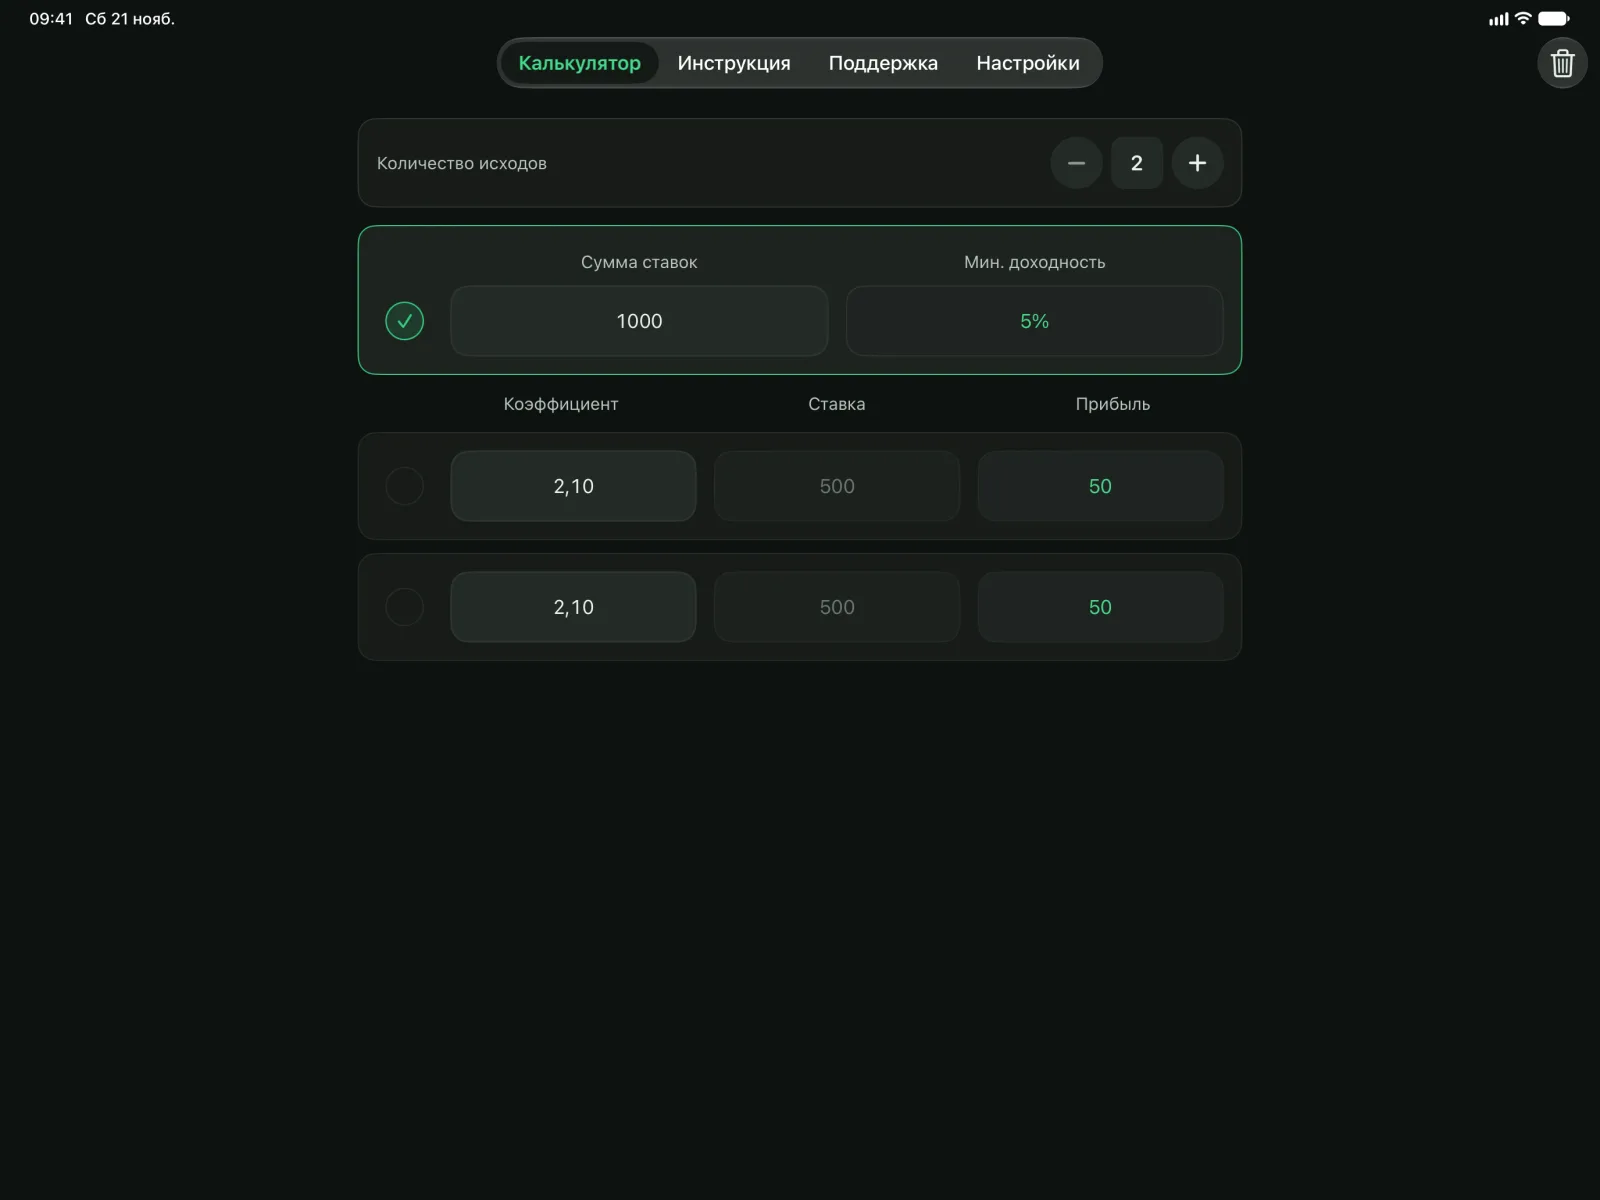 09:41 Сб 21 нояб.
Калькулятор Инструкция Поддержка Настройки
Количество исходов − 2 +
Сумма ставок Мин. доходность
1000 5%
Коэффициент Ставка Прибыль
2,10 500 50
2,10 500 50